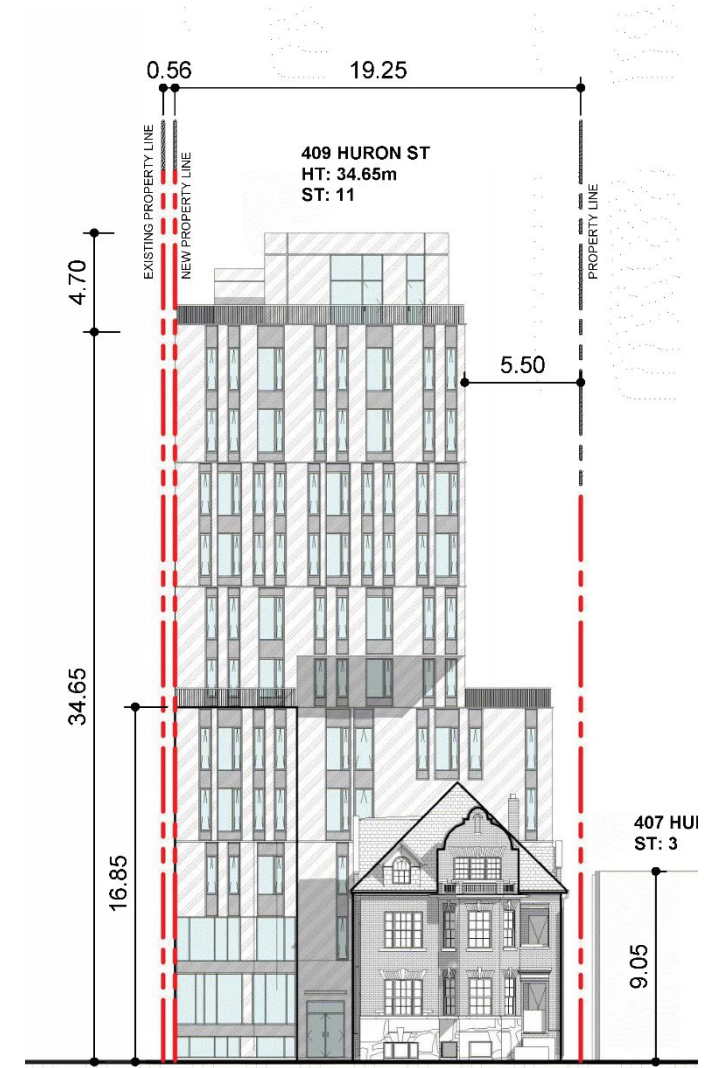 0.56
19.25
EXISTING PROPERTY LINE
NEW PROPERTY LINE
409 HURON ST
HT: 34.65m
ST: 11
PROPERTY LINE
4.70
5.50
34.65
16.85
407 HU
ST: 3
9.05